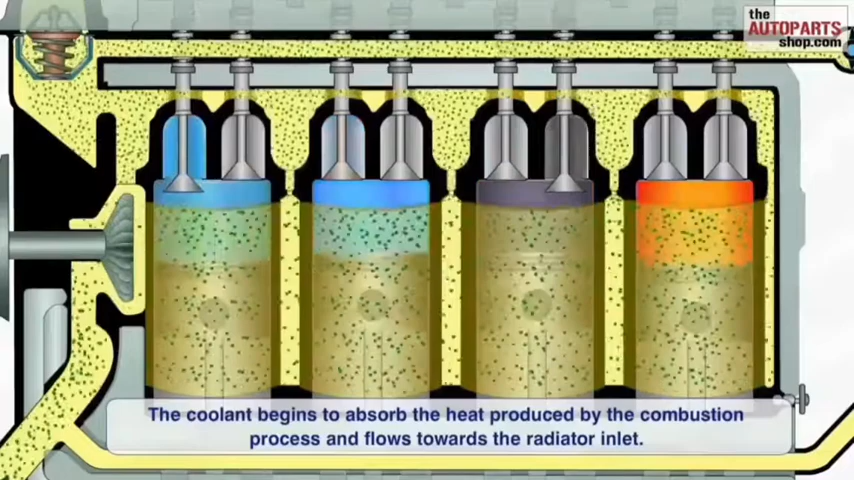 the
AUTOPARTS
shop.com
The coolant begins to absorb the heat produced by the combustion
process and flows towards the radiator inlet.